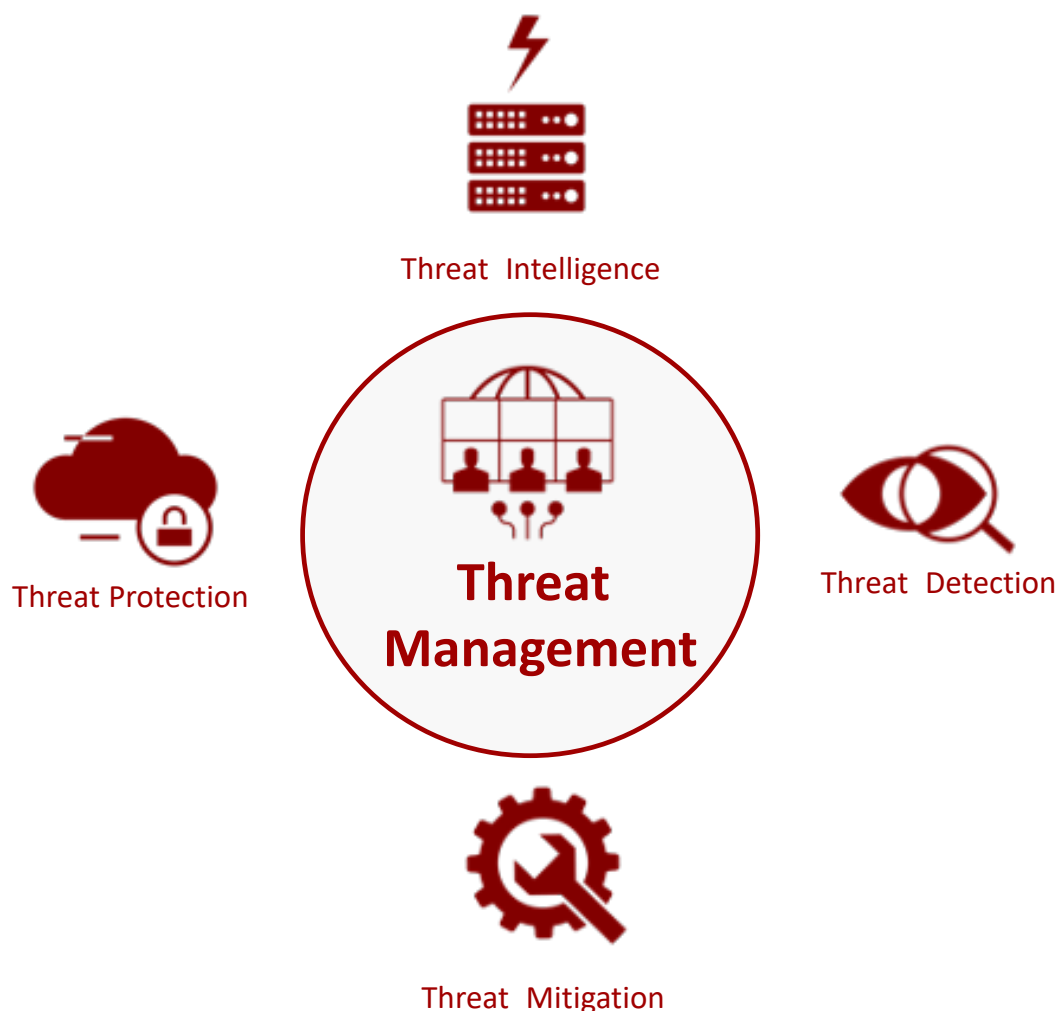 Threat Intelligence
Threat Protection
Threat
Management
Threat Detection
Threat Mitigation